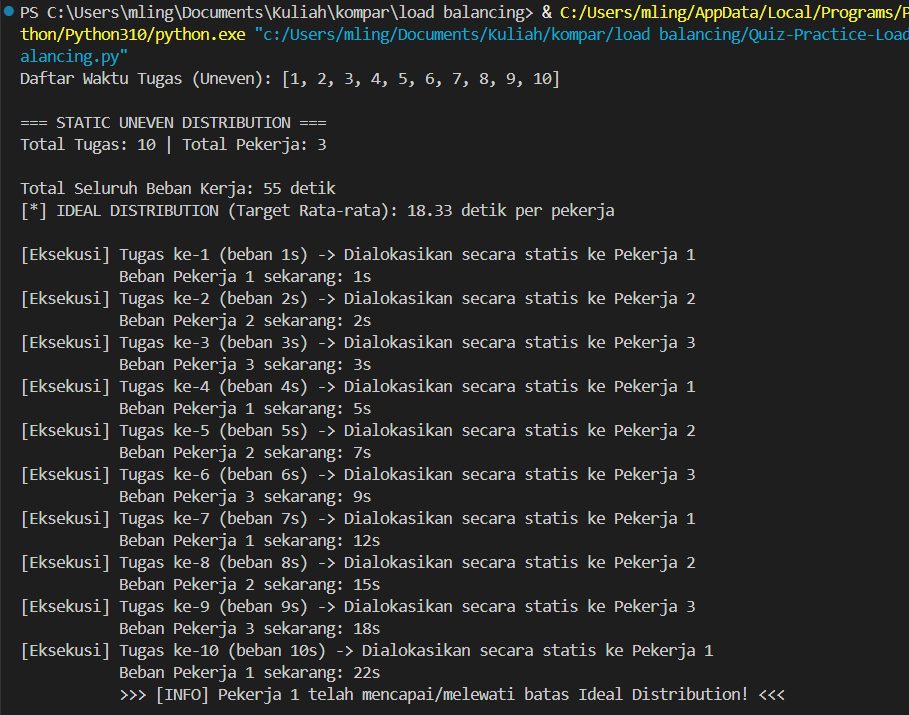 PS C:\Users\mling\Documents\Kuliah\kompar\load balancing> & C:/Users/mling/AppData/Local/Programs/P
thon/Python310/python.exe "c:/Users/mling/Documents/Kuliah/kompar/load balancing/Quiz-Practice-Load
alancing.py"
Daftar Waktu Tugas (Uneven): [1, 2, 3, 4, 5, 6, 7, 8, 9, 10]
=== STATIC UNEVEN DISTRIBUTION ===
Total Tugas: 10 | Total Pekerja: 3
Total Seluruh Beban Kerja: 55 detik
[*] IDEAL DISTRIBUTION (Target Rata-rata): 18.33 detik per pekerja
[Eksekusi] Tugas ke-1 (beban 1s) -> Dialokasikan secara statis ke Pekerja 1
Beban Pekerja 1 sekarang: 1s
[Eksekusi] Tugas ke-2 (beban 2s) -> Dialokasikan secara statis ke Pekerja 2
Beban Pekerja 2 sekarang: 2s
[Eksekusi] Tugas ke-3 (beban 3s) -> Dialokasikan secara statis ke Pekerja 3
Beban Pekerja 3 sekarang: 3s
[Eksekusi] Tugas ke-4 (beban 4s) -> Dialokasikan secara statis ke Pekerja 1
Beban Pekerja 1 sekarang: 5s
[Eksekusi] Tugas ke-5 (beban 5s) -> Dialokasikan secara statis ke Pekerja 2
Beban Pekerja 2 sekarang: 7s
[Eksekusi] Tugas ke-6 (beban 6s) -> Dialokasikan secara statis ke Pekerja 3
Beban Pekerja 3 sekarang: 9s
[Eksekusi] Tugas ke-7 (beban 7s) -> Dialokasikan secara statis ke Pekerja 1
Beban Pekerja 1 sekarang: 12s
[Eksekusi] Tugas ke-8 (beban 8s) -> Dialokasikan secara statis ke Pekerja 2
Beban Pekerja 2 sekarang: 15s
[Eksekusi] Tugas ke-9 (beban 9s) -> Dialokasikan secara statis ke Pekerja 3
Beban Pekerja 3 sekarang: 18s
[Eksekusi] Tugas ke-10 (beban 10s) -> Dialokasikan secara statis ke Pekerja 1
Beban Pekerja 1 sekarang: 22s
>>> [INFO] Pekerja 1 telah mencapai/melewati batas Ideal Distribution! <<<